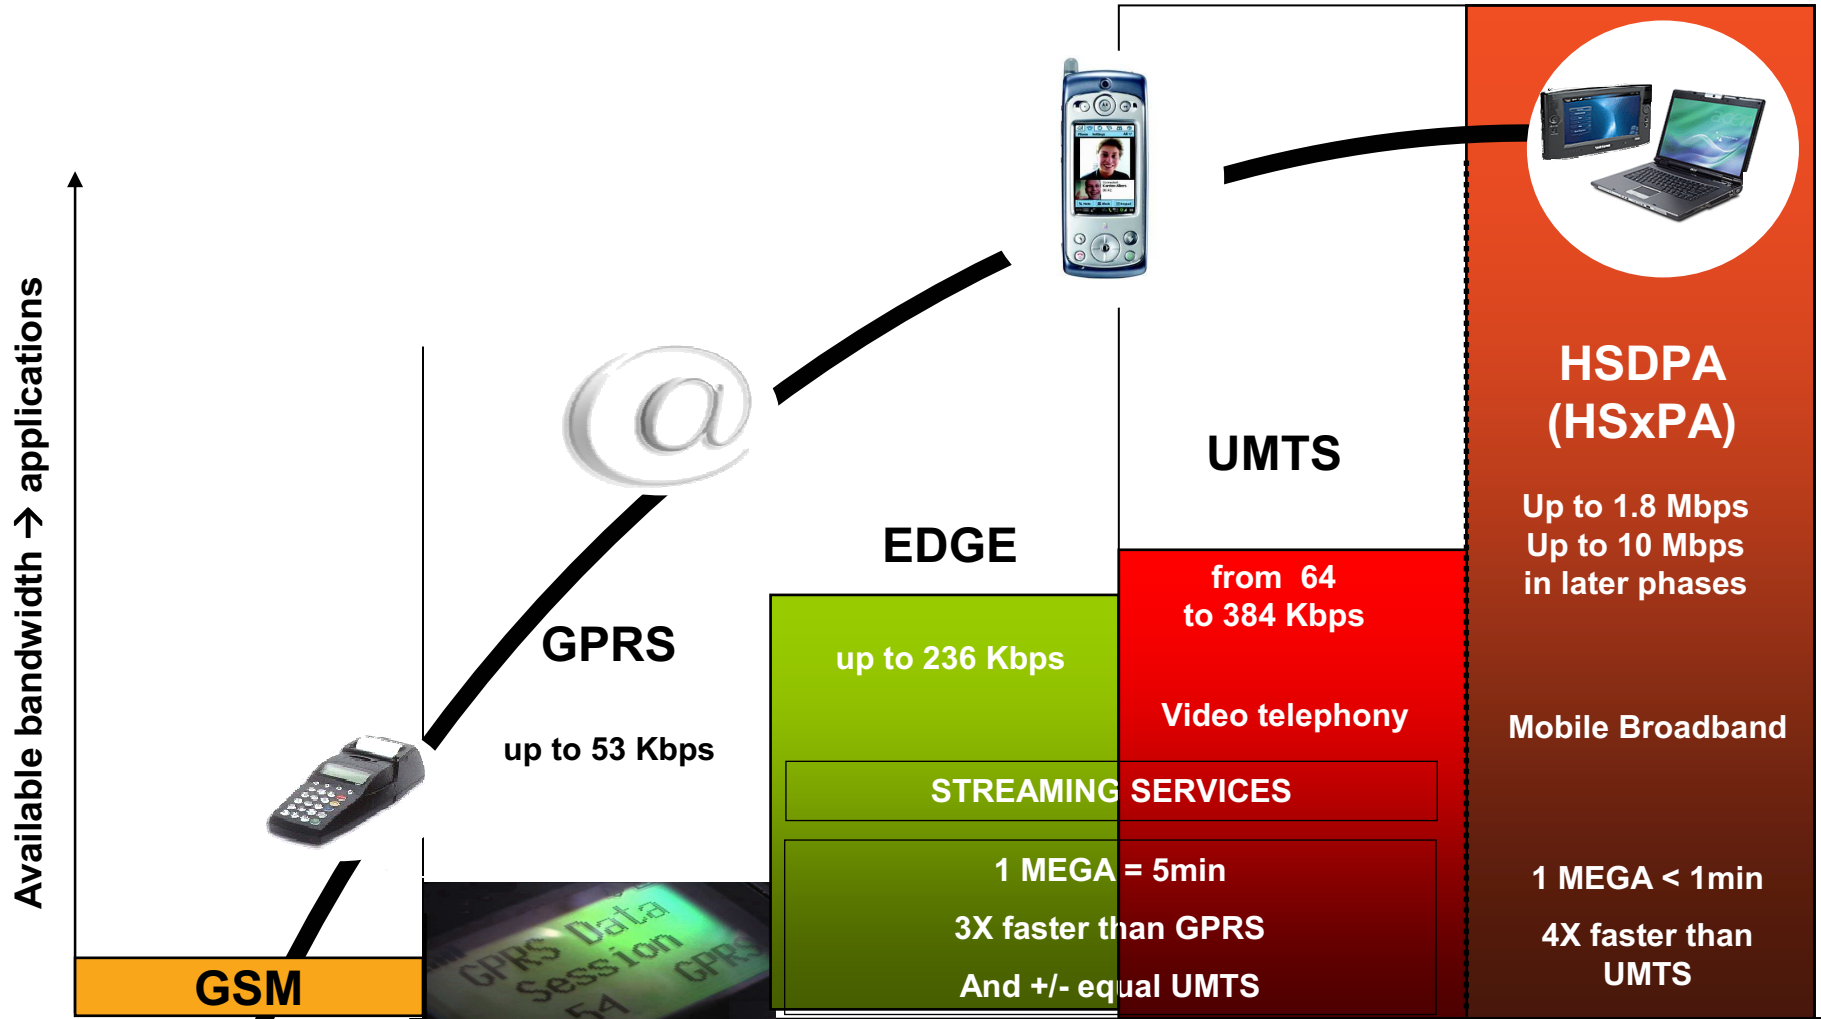 Available bandwidth → applications
GSM
GPRS
up to 53 Kbps
GPRS Data
Session
54 GPRS
EDGE
up to 236 Kbps
UMTS
from 64
to 384 Kbps
Video telephony
STREAMING SERVICES
1 MEGA = 5min
3X faster than GPRS
And +/- equal UMTS
HSDPA
(HSxPA)
Up to 1.8 Mbps
Up to 10 Mbps
in later phases
Mobile Broadband
1 MEGA < 1min
4X faster than
UMTS